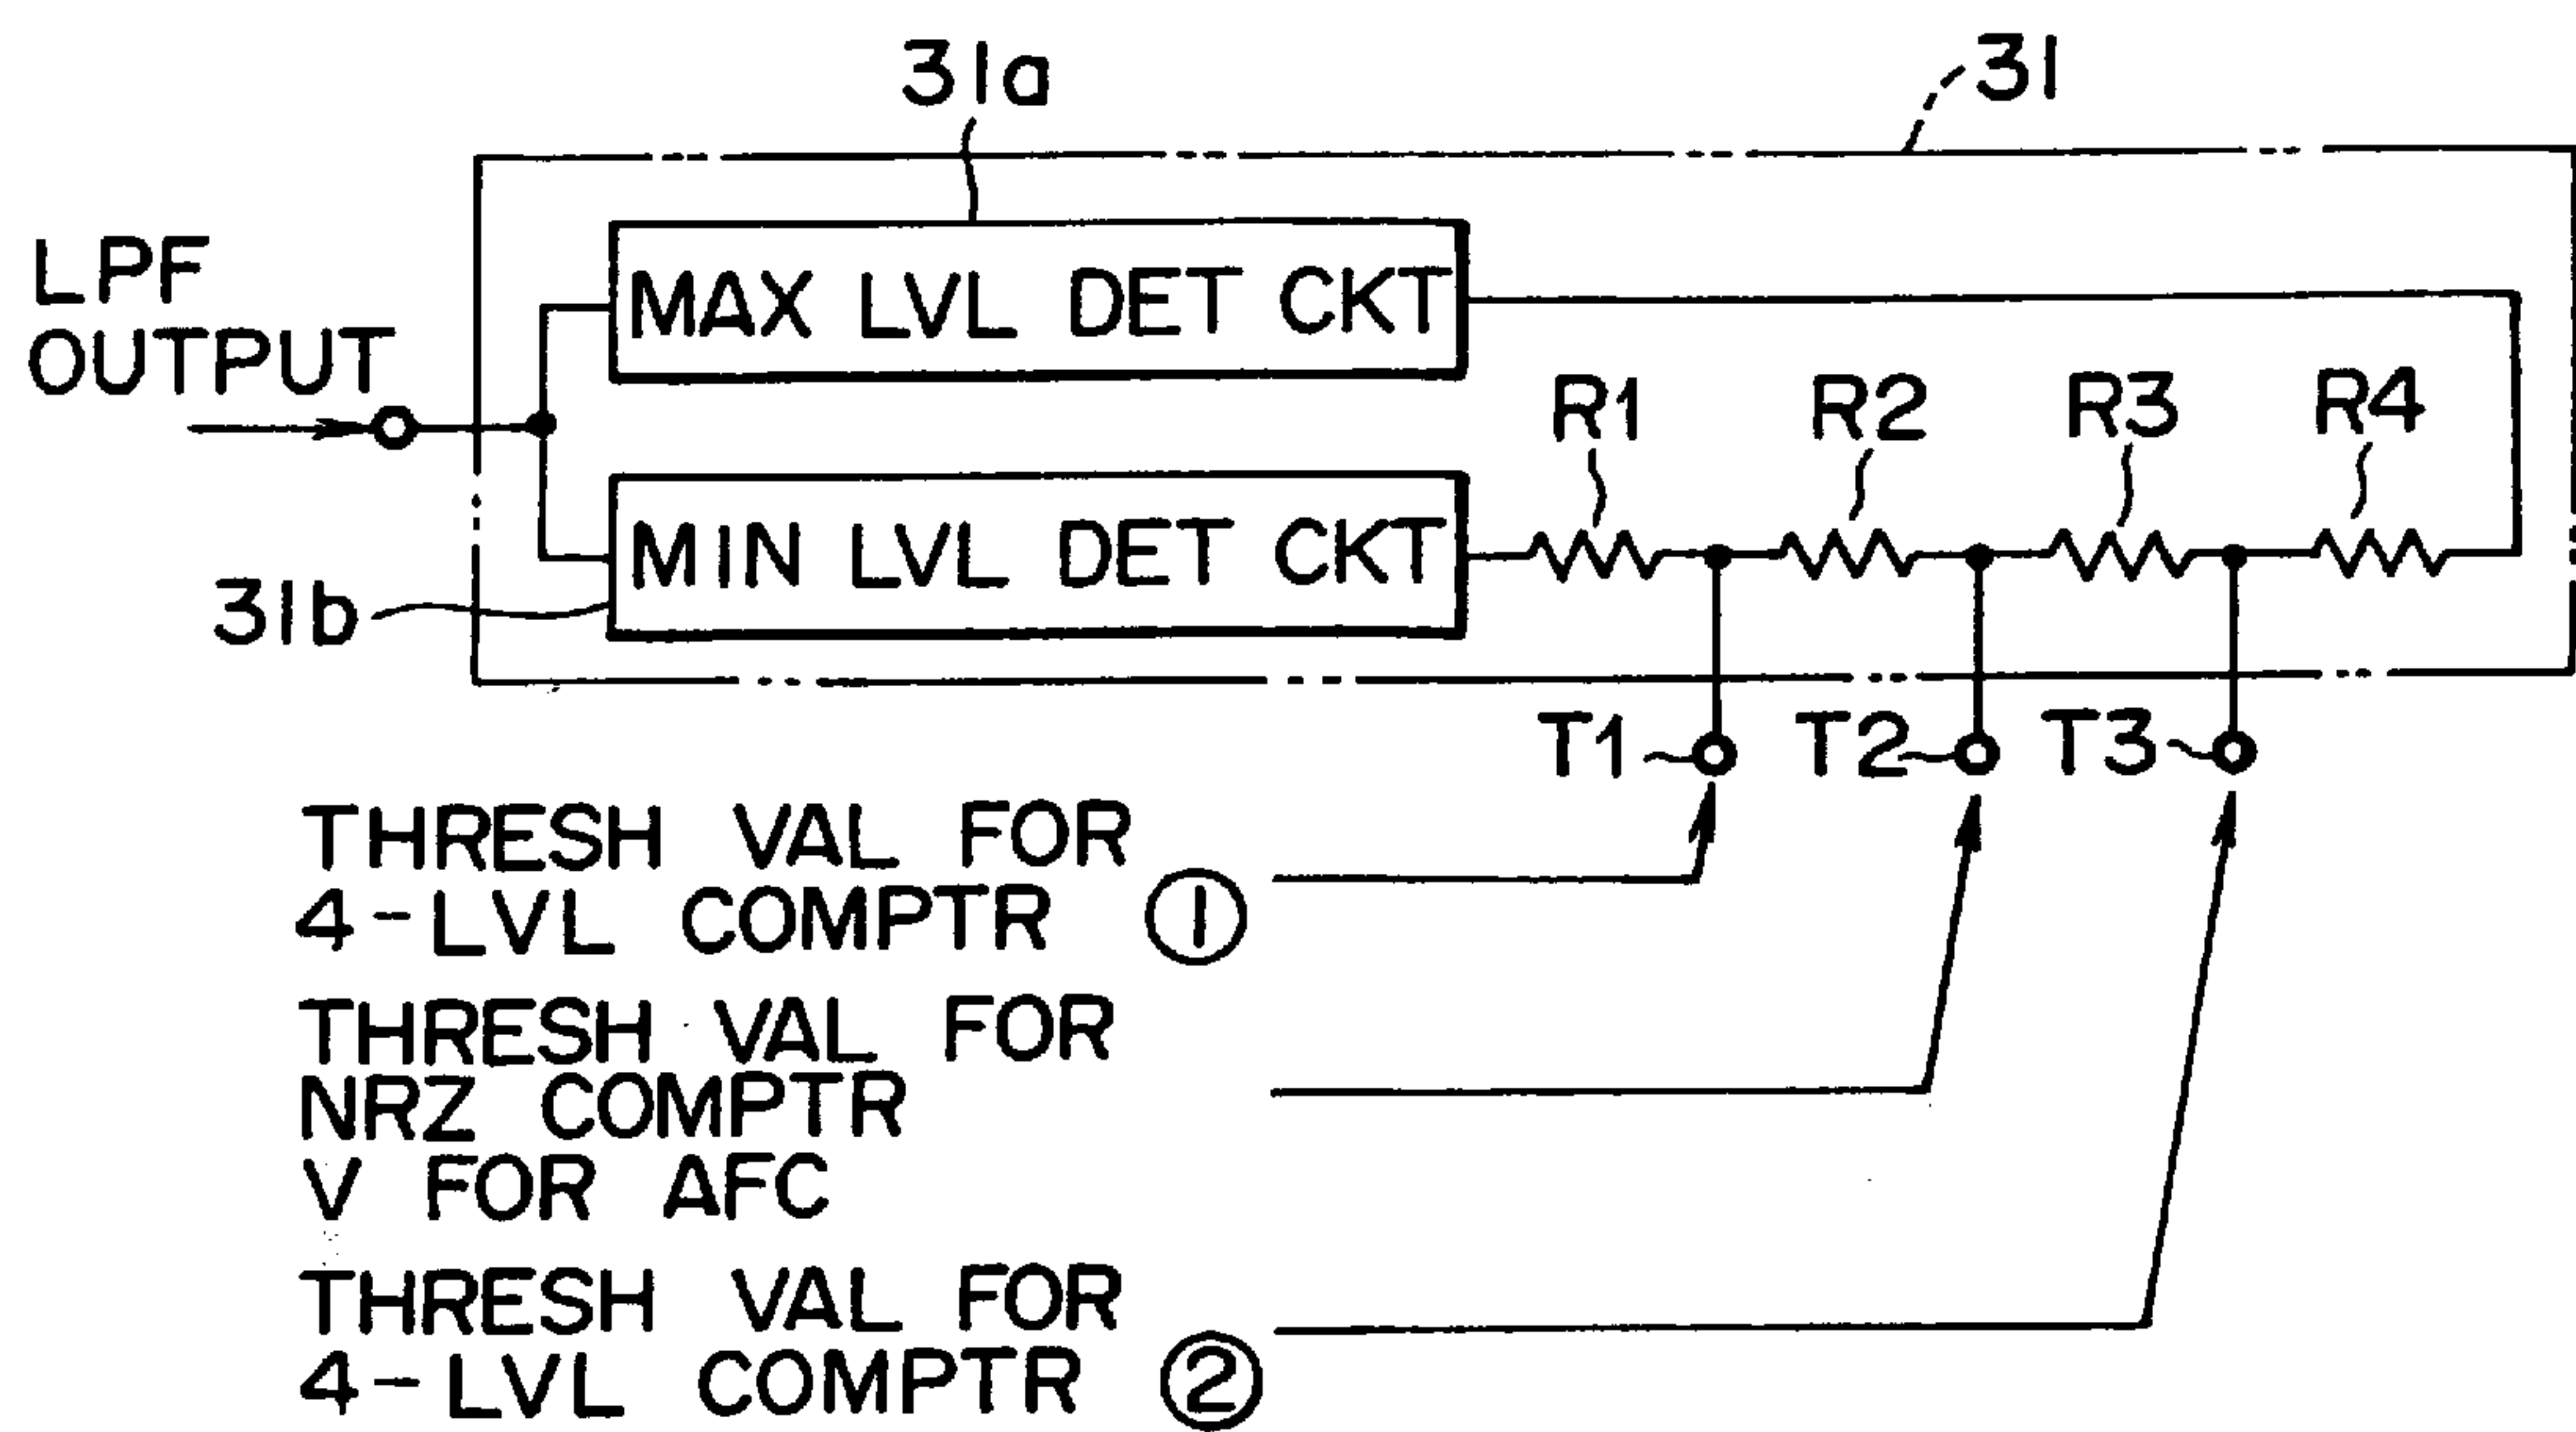 31a
31
LPF
OUTPUT
MAX LVL DET CKT
R1 R2 R3 R4
MIN LVL DET CKT
31b
T1 T2 T3
THRESH VAL FOR
4-LVL COMPTR ①
THRESH VAL FOR
NRZ COMPTR
V FOR AFC
THRESH VAL FOR
4-LVL COMPTR ②